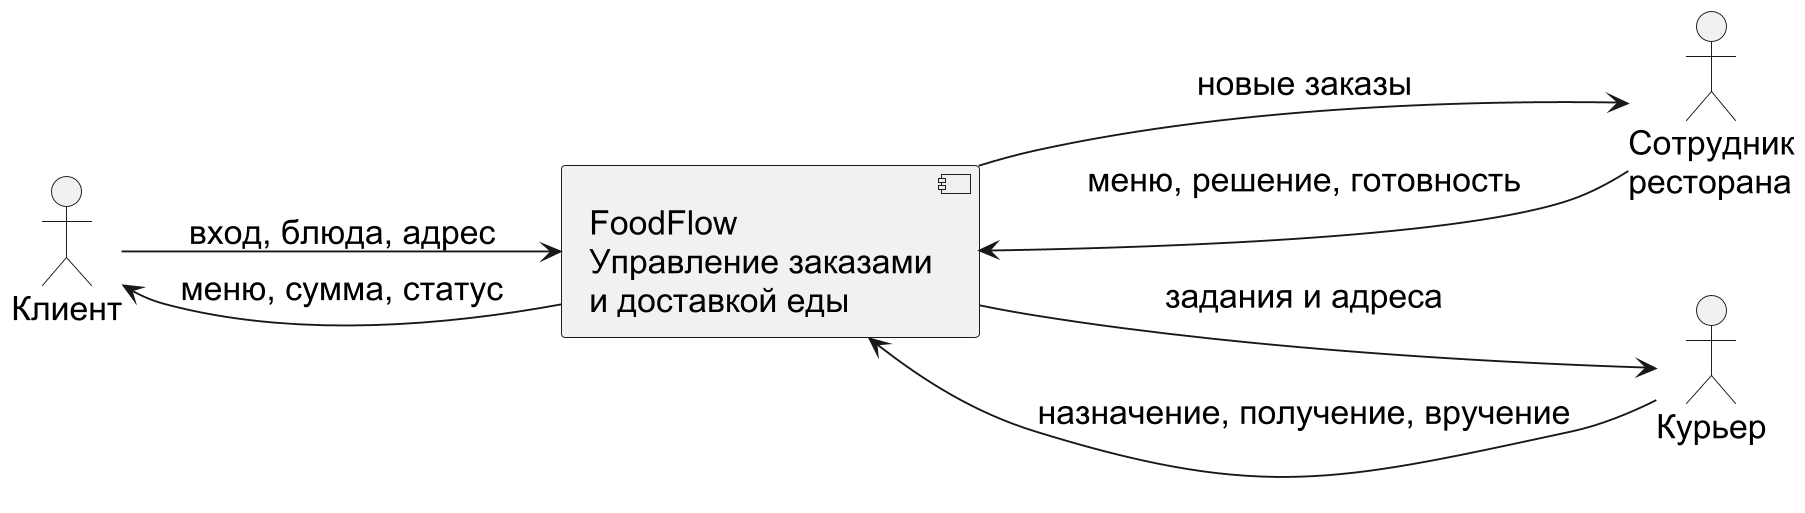 новые заказы
Сотрудник
ресторана
меню, решение, готовность
вход, блюда, адрес
меню, сумма, статус
Клиент
FoodFlow
Управление заказами
и доставкой еды
задания и адреса
назначение, получение, вручение
Курьер